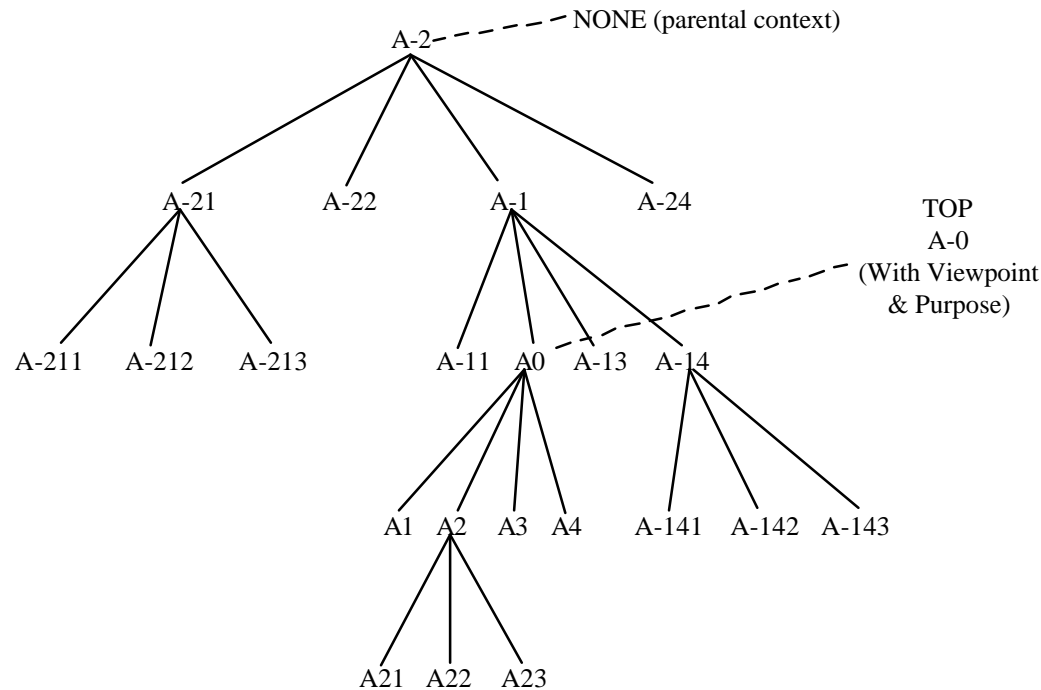 NONE (parental context)
A-2
A-21 A-22 A-1 A-24
TOP
A-0
(With Viewpoint
& Purpose)
A-211 A-212 A-213 A-11 A0 A-13 A-14
A1 A2 A3 A4 A-141 A-142 A-143
A21 A22 A23